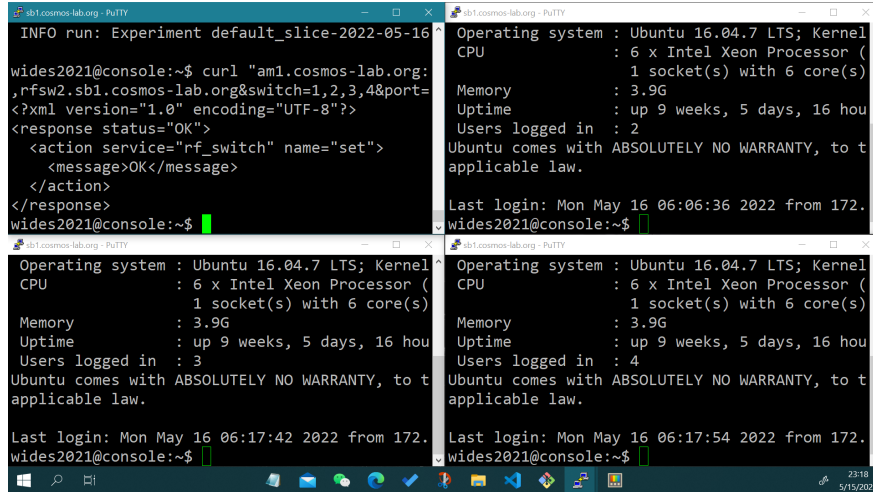 sb1.cosmos-lab.org - PuTTY
INFO run: Experiment default_slice-2022-05-16
wides2021@console:~$ curl "am1.cosmos-lab.org:
,rfsw2.sb1.cosmos-lab.org&switch=1,2,3,4&port=
<?xml version="1.0" encoding="UTF-8"?>
<response status="OK">
<action service="rf_switch" name="set">
<message>OK</message>
</action>
</response>
wides2021@console:~$
sb1.cosmos-lab.org - PuTTY
Operating system : Ubuntu 16.04.7 LTS; Kernel
CPU : 6 x Intel Xeon Processor (
1 socket(s) with 6 core(s)
Memory : 3.9G
Uptime : up 9 weeks, 5 days, 16 hou
Users logged in : 2
Ubuntu comes with ABSOLUTELY NO WARRANTY, to t
applicable law.
Last login: Mon May 16 06:06:36 2022 from 172.
wides2021@console:~$
sb1.cosmos-lab.org - PuTTY
Operating system : Ubuntu 16.04.7 LTS; Kernel
CPU : 6 x Intel Xeon Processor (
1 socket(s) with 6 core(s)
Memory : 3.9G
Uptime : up 9 weeks, 5 days, 16 hou
Users logged in : 3
Ubuntu comes with ABSOLUTELY NO WARRANTY, to t
applicable law.
Last login: Mon May 16 06:17:42 2022 from 172.
wides2021@console:~$
sb1.cosmos-lab.org - PuTTY
Operating system : Ubuntu 16.04.7 LTS; Kernel
CPU : 6 x Intel Xeon Processor (
1 socket(s) with 6 core(s)
Memory : 3.9G
Uptime : up 9 weeks, 5 days, 16 hou
Users logged in : 4
Ubuntu comes with ABSOLUTELY NO WARRANTY, to t
applicable law.
Last login: Mon May 16 06:17:54 2022 from 172.
wides2021@console:~$
23:18
5/15/202